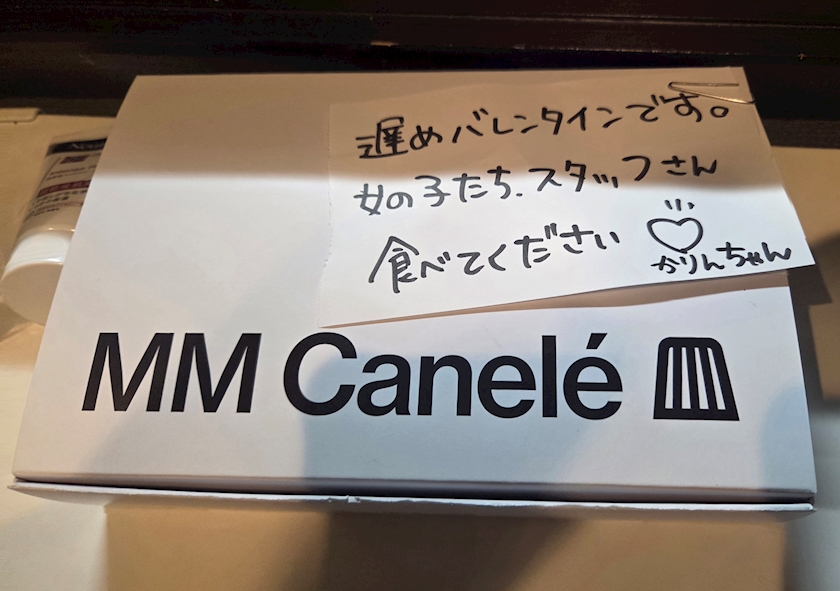 遅めバレンタインです。
女の子たち、スタッフさん
食べてください
かりんちゃん
MM Canelé